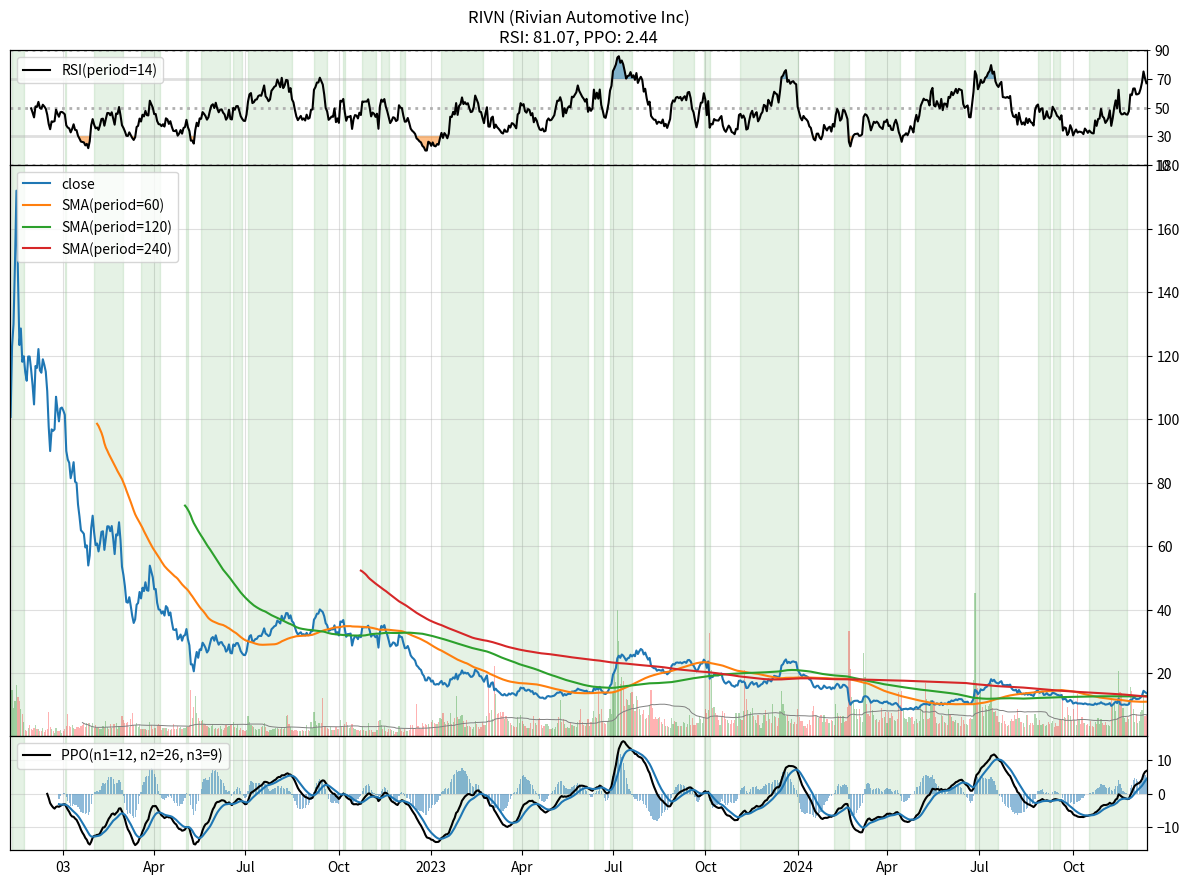 RIVN (Rivian Automotive Inc)
RSI: 81.07, PPO: 2.44
RSI(period=14)
90
70
50
30
10
180
close
SMA(period=60)
SMA(period=120)
SMA(period=240)
160
140
120
100
80
60
40
20
PPO(n1=12, n2=26, n3=9)
10
0
−10
03 Apr Jul Oct 2023 Apr Jul Oct 2024 Apr Jul Oct